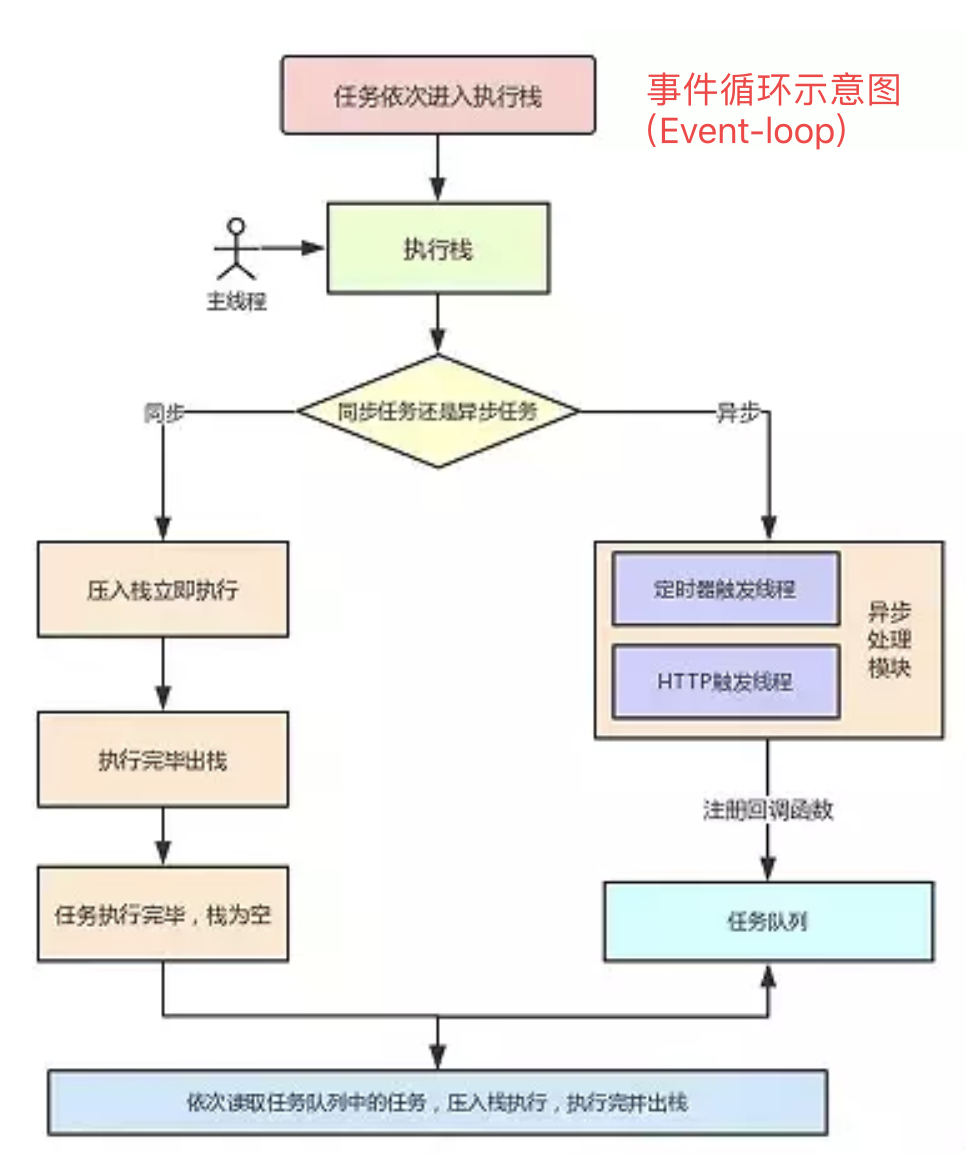 任务依次进入执行栈
事件循环示意图
(Event-loop)
执行栈
主线程
同步
同步任务还是异步任务
异步
压入栈立即执行
定时器触发线程
异步
处理
模块
HTTP触发线程
执行完毕出栈
注册回调函数
任务执行完毕，栈为空
任务队列
依次读取任务队列中的任务，压入栈执行，执行完并出栈